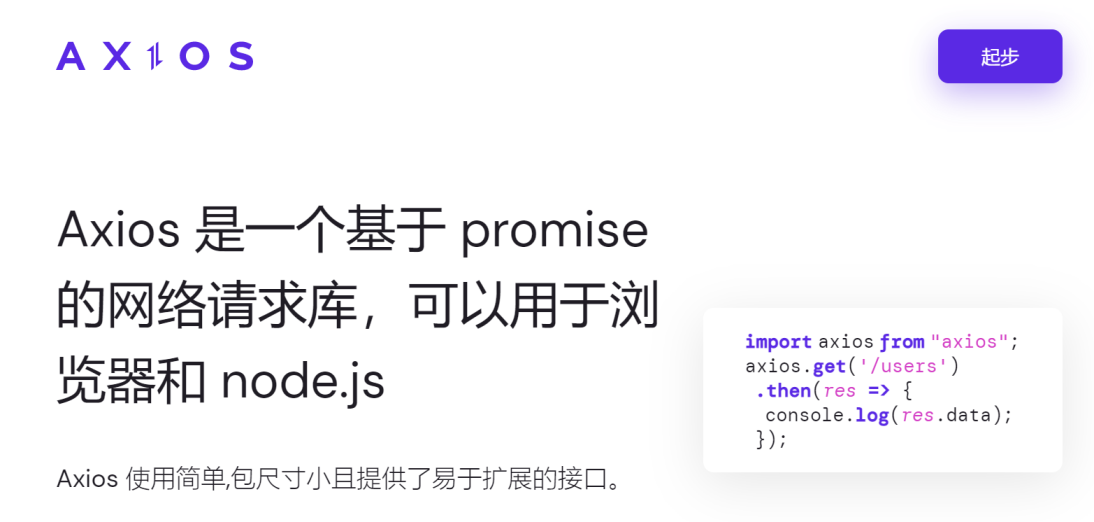 AXIOS
起步
Axios 是一个基于 promise
的网络请求库，可以用于浏
览器和 node.js
import axios from "axios";
axios.get('/users')
.then(res => {
console.log(res.data);
});
Axios 使用简单,包尺寸小且提供了易于扩展的接口。